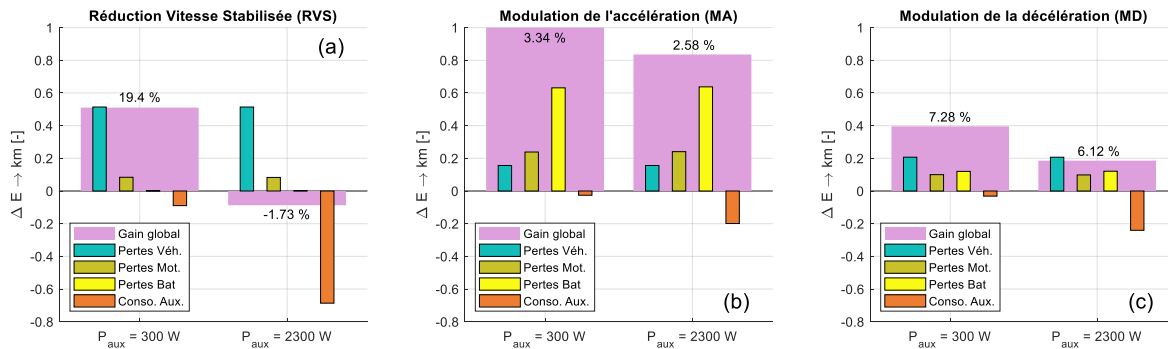 Réduction Vitesse Stabilisée (RVS)
(a)
Δ E → km [-]
1
0.8
0.6
0.4
0.2
0
-0.2
-0.4
-0.6
-0.8
19.4 %
-1.73 %
Gain global
Pertes Véh.
Pertes Mot.
Pertes Bat
Conso. Aux.
P_aux = 300 W
P_aux = 2300 W
Modulation de l'accélération (MA)
(b)
Δ E → km [-]
1
0.8
0.6
0.4
0.2
0
-0.2
-0.4
-0.6
-0.8
3.34 %
2.58 %
Gain global
Pertes Véh.
Pertes Mot.
Pertes Bat
Conso. Aux.
P_aux = 300 W
P_aux = 2300 W
Modulation de la décélération (MD)
(c)
Δ E → km [-]
1
0.8
0.6
0.4
0.2
0
-0.2
-0.4
-0.6
-0.8
7.28 %
6.12 %
Gain global
Pertes Véh.
Pertes Mot.
Pertes Bat
Conso. Aux.
P_aux = 300 W
P_aux = 2300 W